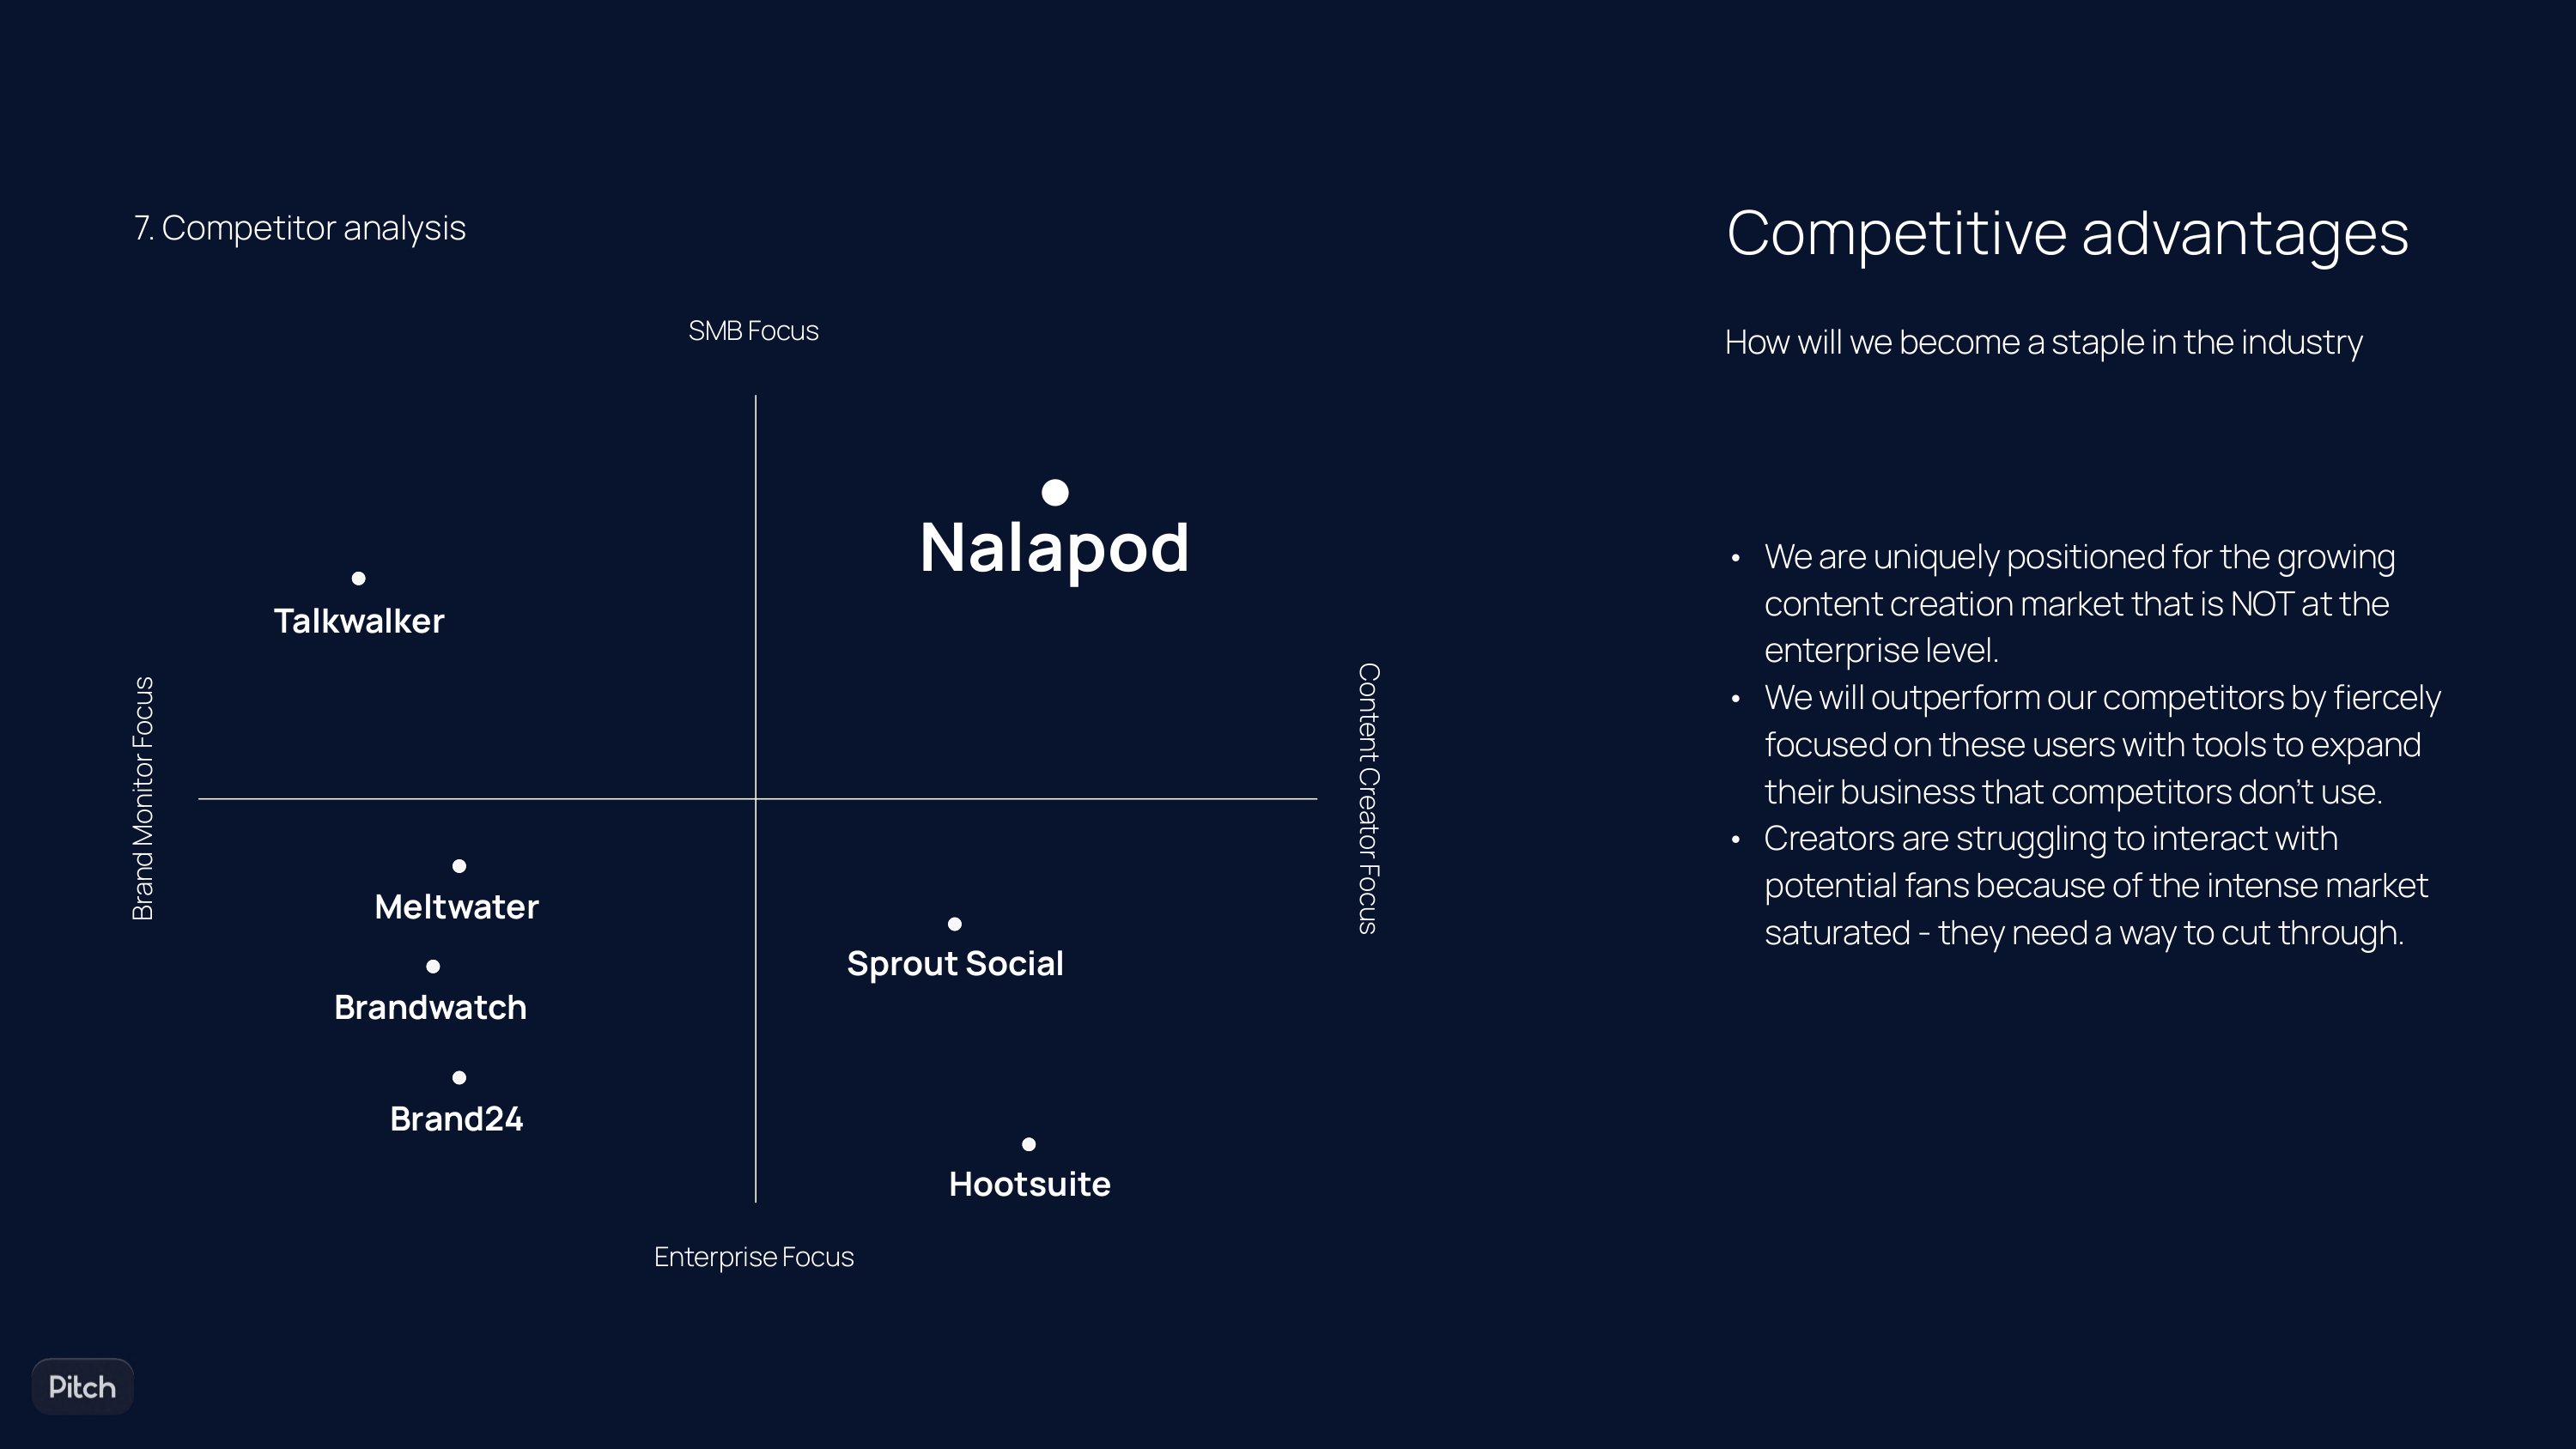 7. Competitor analysis
SMB Focus
Nalapod
Talkwalker
Brand Monitor Focus
Content Creator Focus
Meltwater
Sprout Social
Brandwatch
Brand24
Hootsuite
Enterprise Focus
Competitive advantages
How will we become a staple in the industry
• We are uniquely positioned for the growing
content creation market that is NOT at the
enterprise level.
• We will outperform our competitors by fiercely
focused on these users with tools to expand
their business that competitors don't use.
• Creators are struggling to interact with
potential fans because of the intense market
saturated - they need a way to cut through.
Pitch